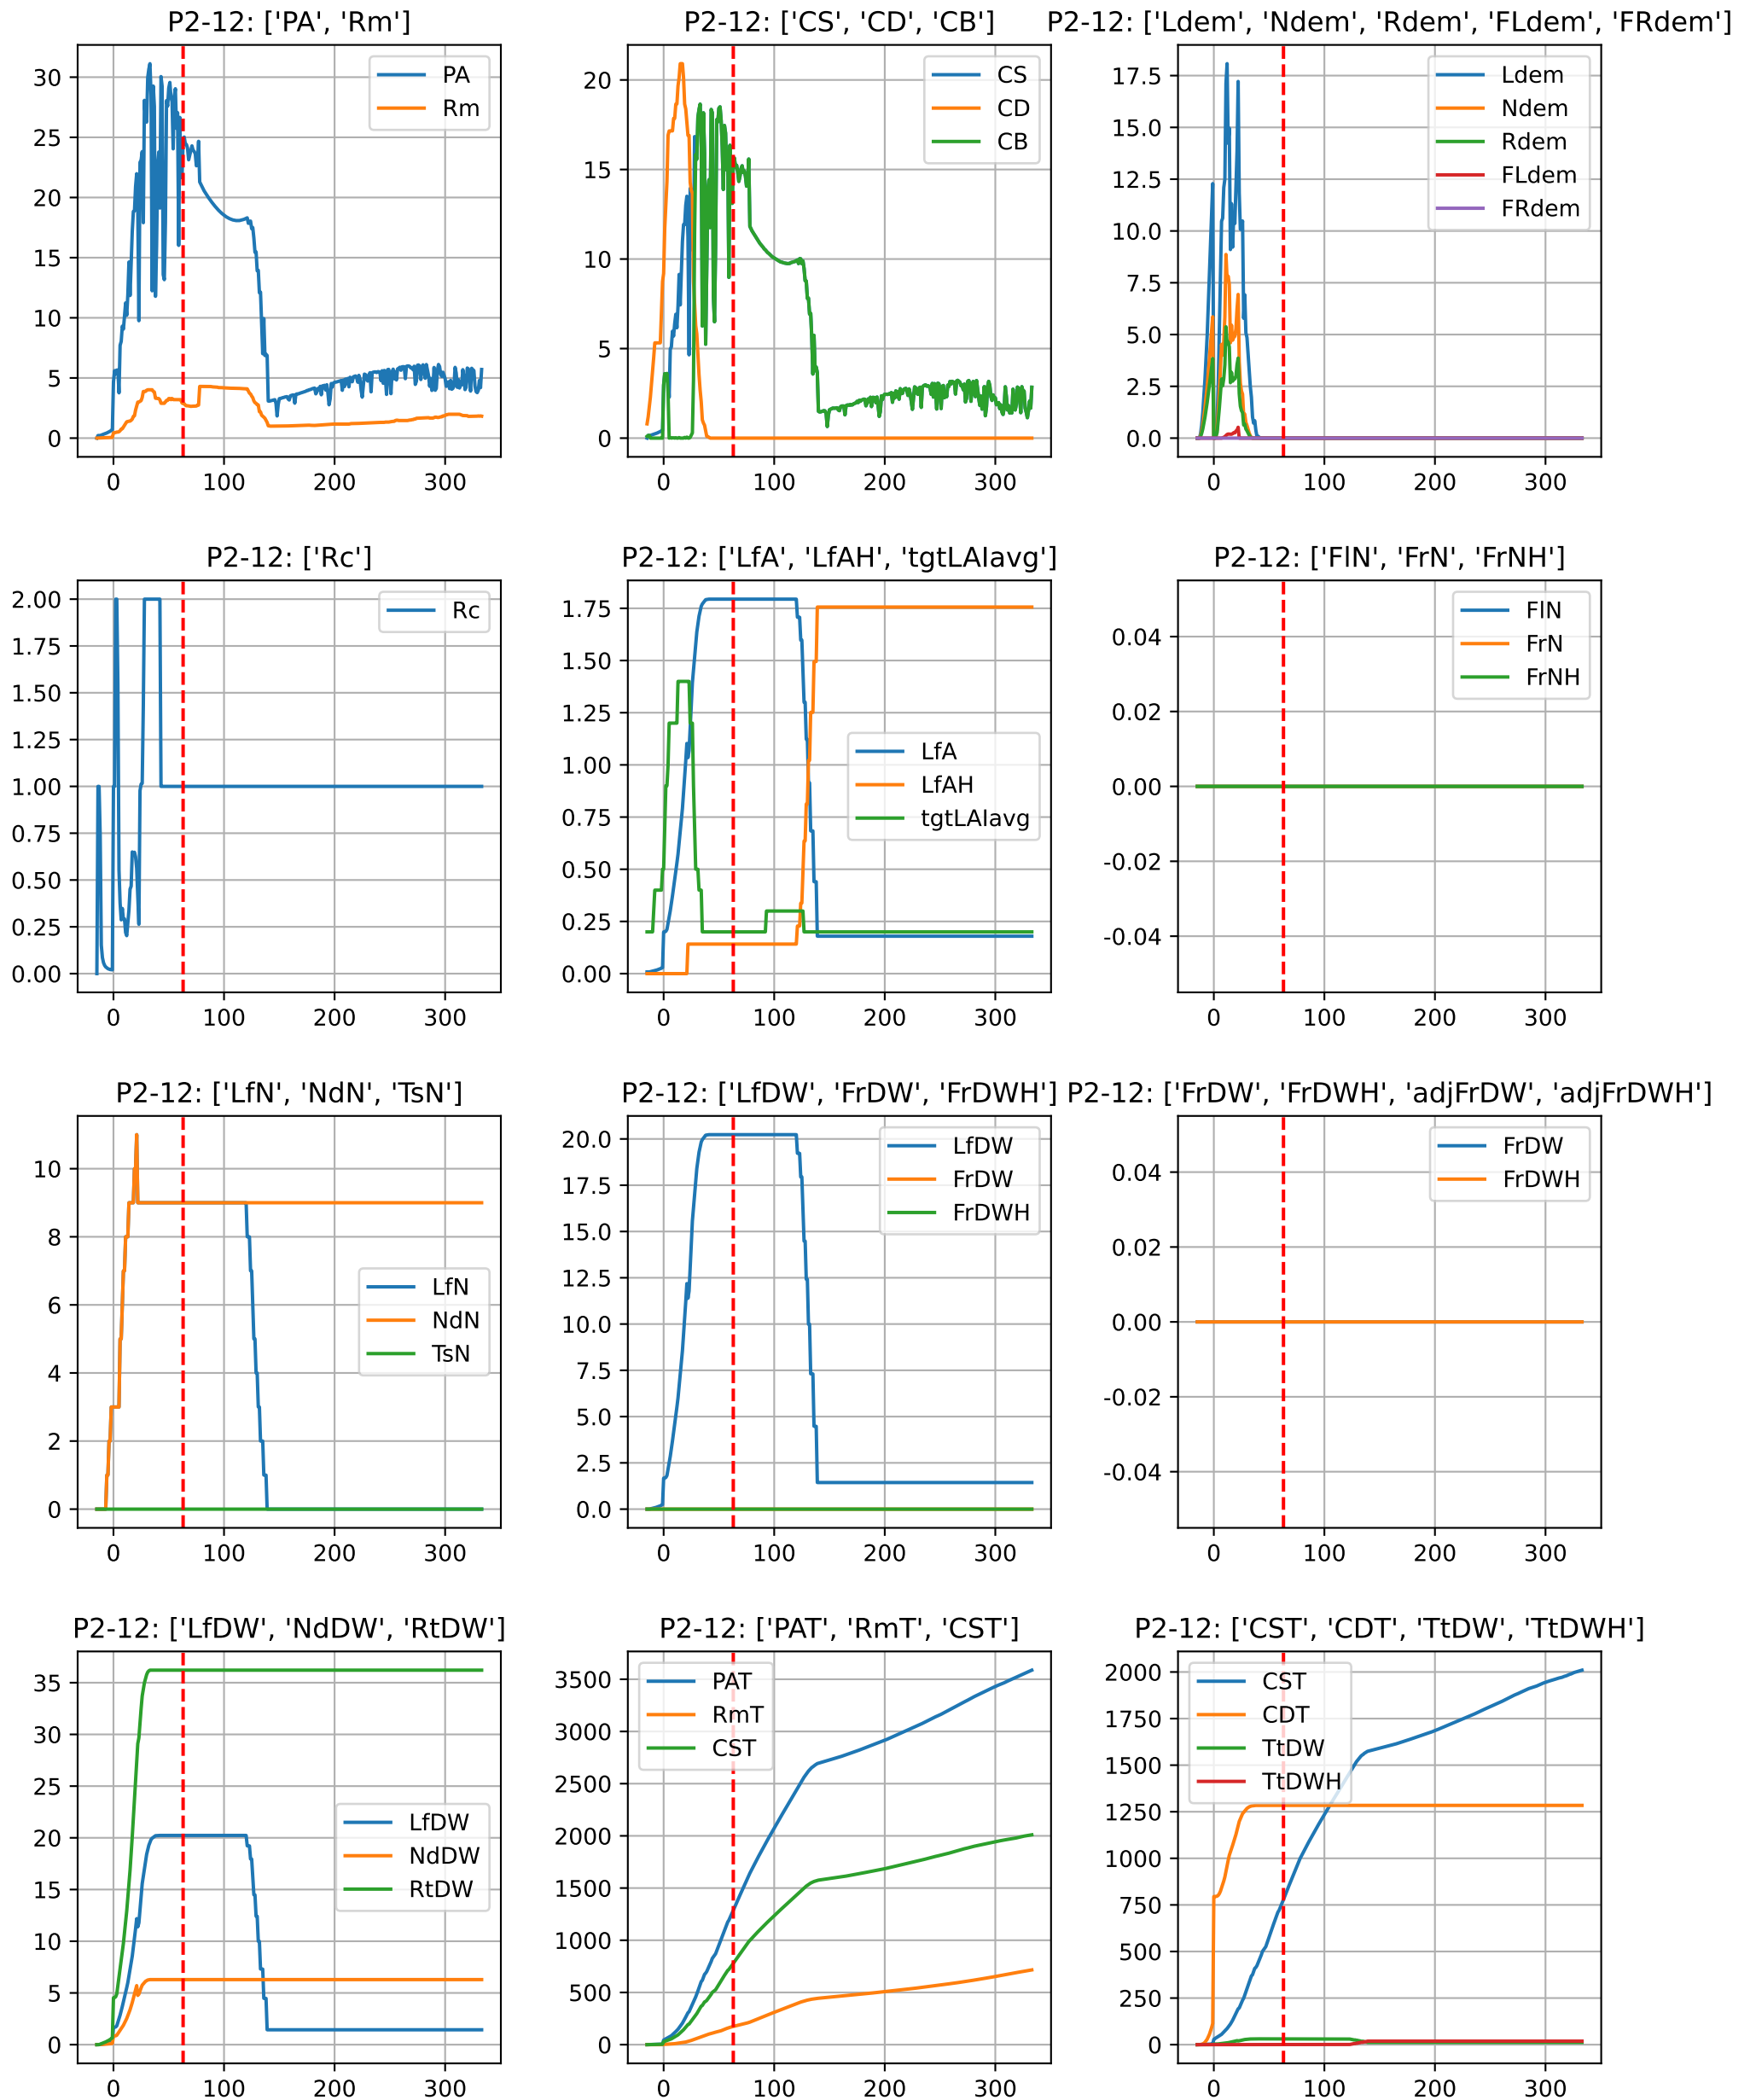 P2-12: ['PA', 'Rm']
30
25
20
15
10
5
0
0 100 200 300
PA
Rm
P2-12: ['CS', 'CD', 'CB']
20
15
10
5
0
0 100 200 300
CS
CD
CB
P2-12: ['Ldem', 'Ndem', 'Rdem', 'FLdem', 'FRdem']
17.5
15.0
12.5
10.0
7.5
5.0
2.5
0.0
0 100 200 300
Ldem
Ndem
Rdem
FLdem
FRdem
P2-12: ['Rc']
2.00
1.75
1.50
1.25
1.00
0.75
0.50
0.25
0.00
0 100 200 300
Rc
P2-12: ['LfA', 'LfAH', 'tgtLAIavg']
1.75
1.50
1.25
1.00
0.75
0.50
0.25
0.00
0 100 200 300
LfA
LfAH
tgtLAIavg
P2-12: ['FlN', 'FrN', 'FrNH']
0.04
0.02
0.00
-0.02
-0.04
0 100 200 300
FlN
FrN
FrNH
P2-12: ['LfN', 'NdN', 'TsN']
10
8
6
4
2
0
0 100 200 300
LfN
NdN
TsN
P2-12: ['LfDW', 'FrDW', 'FrDWH']
20.0
17.5
15.0
12.5
10.0
7.5
5.0
2.5
0.0
0 100 200 300
LfDW
FrDW
FrDWH
P2-12: ['FrDW', 'FrDWH', 'adjFrDW', 'adjFrDWH']
0.04
0.02
0.00
-0.02
-0.04
0 100 200 300
FrDW
FrDWH
P2-12: ['LfDW', 'NdDW', 'RtDW']
35
30
25
20
15
10
5
0
0 100 200 300
LfDW
NdDW
RtDW
P2-12: ['PAT', 'RmT', 'CST']
3500
3000
2500
2000
1500
1000
500
0
0 100 200 300
PAT
RmT
CST
P2-12: ['CST', 'CDT', 'TtDW', 'TtDWH']
2000
1750
1500
1250
1000
750
500
250
0
0 100 200 300
CST
CDT
TtDW
TtDWH